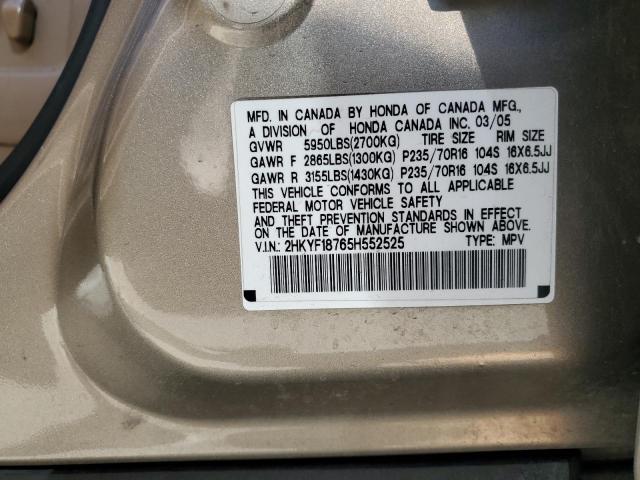 MFD. IN CANADA BY HONDA OF CANADA MFG.,
A DIVISION OF HONDA CANADA INC. 03/05
GVWR 5950LBS(2700KG) TIRE SIZE RIM SIZE
GAWR F 2865LBS(1300KG) P235/70R16 104S 16X6.5JJ
GAWR R 3155LBS(1430KG) P235/70R16 104S 16X6.5JJ
THIS VEHICLE CONFORMS TO ALL APPLICABLE
FEDERAL MOTOR VEHICLE SAFETY
AND THEFT PREVENTION STANDARDS IN EFFECT
ON THE DATE OF MANUFACTURE SHOWN ABOVE.
V.I.N.: 2HKYF18765H552525 TYPE: MPV